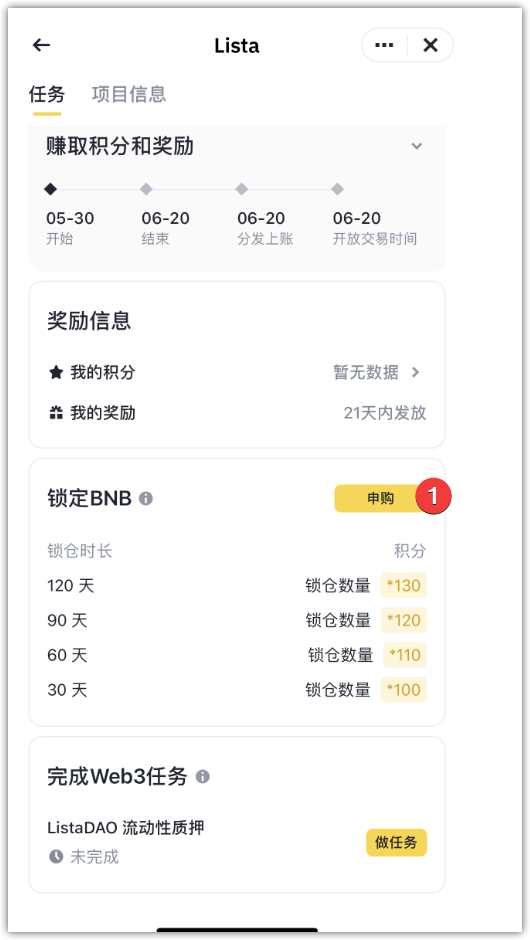 Lista
任务 项目信息
赚取积分和奖励
05-30 06-20 06-20 06-20
开始 结束 分发上账 开放交易时间
奖励信息
我的积分 暂无数据
我的奖励 21天内发放
锁定BNB 申购 1
锁仓时长 积分
120 天 锁仓数量 *130
90 天 锁仓数量 *120
60 天 锁仓数量 *110
30 天 锁仓数量 *100
完成Web3任务
ListaDAO 流动性质押
做任务
未完成